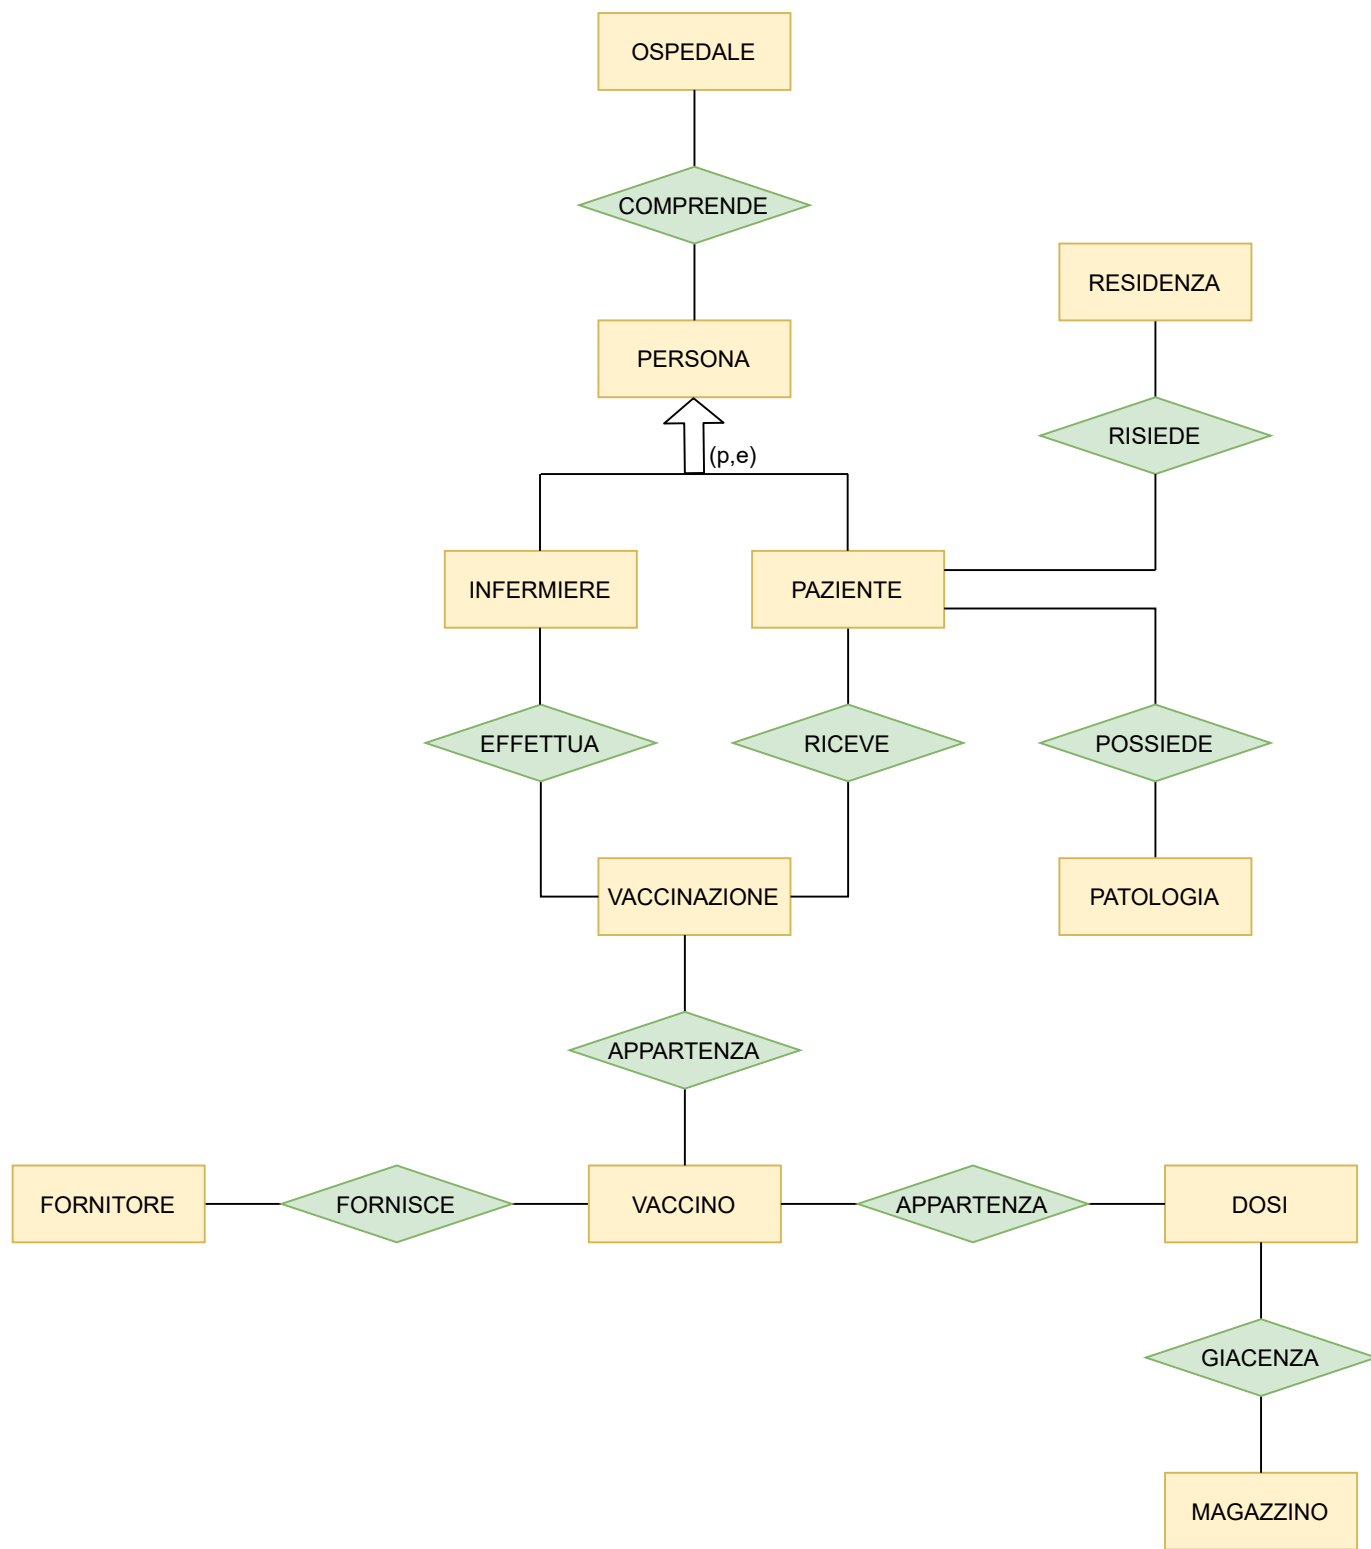 OSPEDALE
COMPRENDE
RESIDENZA
PERSONA
RISIEDE
(p,e)
INFERMIERE
PAZIENTE
EFFETTUA
RICEVE
POSSIEDE
VACCINAZIONE
PATOLOGIA
APPARTENZA
FORNITORE
FORNISCE
VACCINO
APPARTENZA
DOSI
GIACENZA
MAGAZZINO